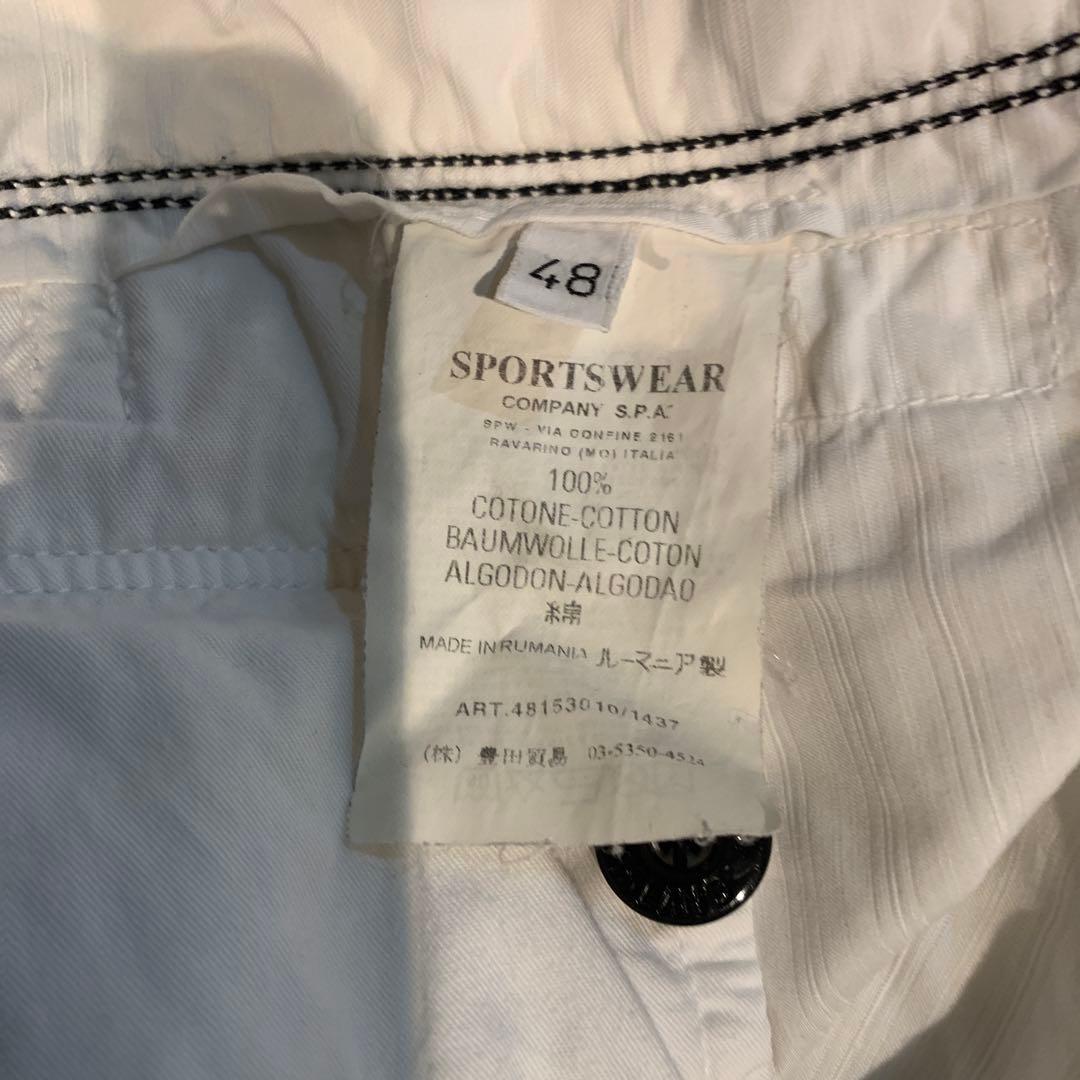 48
SPORTSWEAR
COMPANY S.P.A.
SPW - VIA CONFINE 2161
RAVARINO (MO) ITALIA
100%
COTONE-COTTON
BAUMWOLLE-COTON
ALGODON-ALGODAO
綿
MADE IN RUMANIA ルーマニア製
ART.48153010/1437
(株) 豊田貿易 03-5350-4524